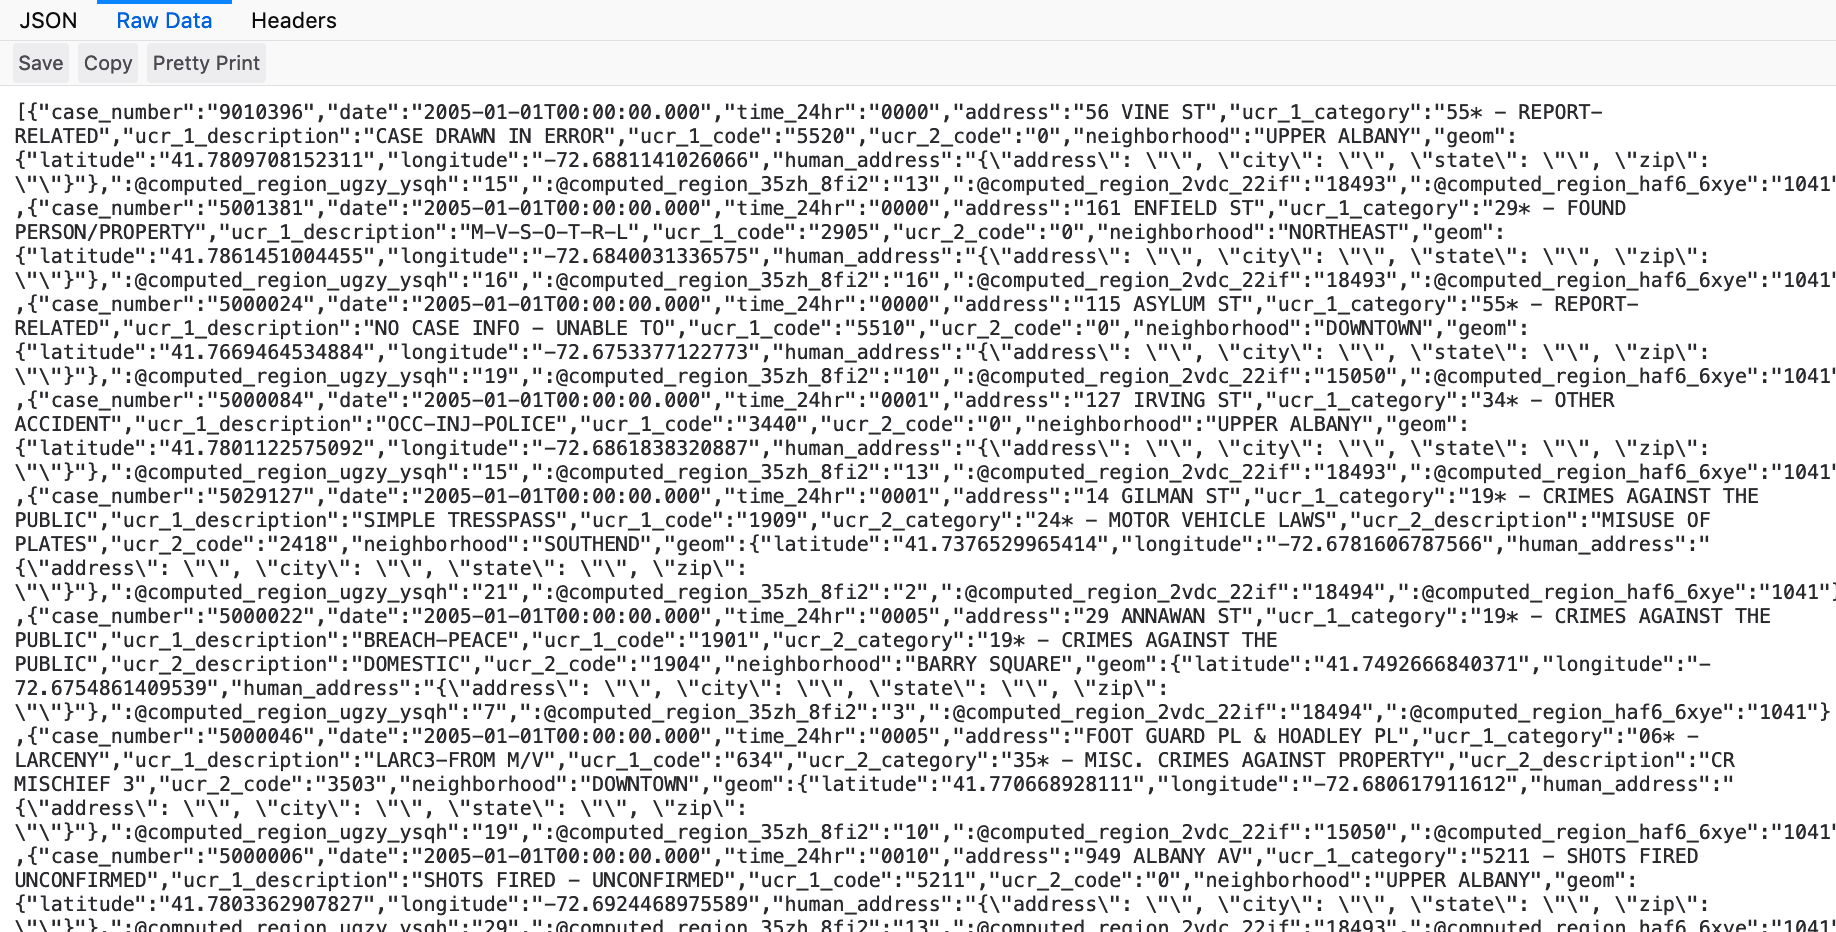 JSON Raw Data Headers
Save Copy Pretty Print
[{"case_number":"9010396","date":"2005-01-01T00:00:00.000","time_24hr":"0000","address":"56 VINE ST","ucr_1_category":"55* - REPORT-
RELATED","ucr_1_description":"CASE DRAWN IN ERROR","ucr_1_code":"5520","ucr_2_code":"0","neighborhood":"UPPER ALBANY","geom":
{"latitude":"41.7809708152311","longitude":"-72.6881141026066","human_address":"{\"address\": \"\", \"city\": \"\", \"state\": \"\", \"zip\":
\"\"}"},":@computed_region_ugzy_ysqh":"15",":@computed_region_35zh_8fi2":"13",":@computed_region_2vdc_22if":"18493",":@computed_region_haf6_6xye":"1041"
,{"case_number":"5001381","date":"2005-01-01T00:00:00.000","time_24hr":"0000","address":"161 ENFIELD ST","ucr_1_category":"29* - FOUND
PERSON/PROPERTY","ucr_1_description":"M-V-S-O-T-R-L","ucr_1_code":"2905","ucr_2_code":"0","neighborhood":"NORTHEAST","geom":
{"latitude":"41.7861451004455","longitude":"-72.6840031336575","human_address":"{\"address\": \"\", \"city\": \"\", \"state\": \"\", \"zip\":
\"\"}"},":@computed_region_ugzy_ysqh":"16",":@computed_region_35zh_8fi2":"16",":@computed_region_2vdc_22if":"18493",":@computed_region_haf6_6xye":"1041"
,{"case_number":"5000024","date":"2005-01-01T00:00:00.000","time_24hr":"0000","address":"115 ASYLUM ST","ucr_1_category":"55* - REPORT-
RELATED","ucr_1_description":"NO CASE INFO - UNABLE TO","ucr_1_code":"5510","ucr_2_code":"0","neighborhood":"DOWNTOWN","geom":
{"latitude":"41.7669464534884","longitude":"-72.6753377122773","human_address":"{\"address\": \"\", \"city\": \"\", \"state\": \"\", \"zip\":
\"\"}"},":@computed_region_ugzy_ysqh":"19",":@computed_region_35zh_8fi2":"10",":@computed_region_2vdc_22if":"15050",":@computed_region_haf6_6xye":"1041"
,{"case_number":"5000084","date":"2005-01-01T00:00:00.000","time_24hr":"0001","address":"127 IRVING ST","ucr_1_category":"34* - OTHER
ACCIDENT","ucr_1_description":"OCC-INJ-POLICE","ucr_1_code":"3440","ucr_2_code":"0","neighborhood":"UPPER ALBANY","geom":
{"latitude":"41.7801122575092","longitude":"-72.6861838320887","human_address":"{\"address\": \"\", \"city\": \"\", \"state\": \"\", \"zip\":
\"\"}"},":@computed_region_ugzy_ysqh":"15",":@computed_region_35zh_8fi2":"13",":@computed_region_2vdc_22if":"18493",":@computed_region_haf6_6xye":"1041"
,{"case_number":"5029127","date":"2005-01-01T00:00:00.000","time_24hr":"0001","address":"14 GILMAN ST","ucr_1_category":"19* - CRIMES AGAINST THE
PUBLIC","ucr_1_description":"SIMPLE TRESSPASS","ucr_1_code":"1909","ucr_2_category":"24* - MOTOR VEHICLE LAWS","ucr_2_description":"MISUSE OF
PLATES","ucr_2_code":"2418","neighborhood":"SOUTHEND","geom":{"latitude":"41.7376529965414","longitude":"-72.6781606787566","human_address":"
{\"address\": \"\", \"city\": \"\", \"state\": \"\", \"zip\":
\"\"}"},":@computed_region_ugzy_ysqh":"21",":@computed_region_35zh_8fi2":"2",":@computed_region_2vdc_22if":"18494",":@computed_region_haf6_6xye":"1041"}
,{"case_number":"5000022","date":"2005-01-01T00:00:00.000","time_24hr":"0005","address":"29 ANNAWAN ST","ucr_1_category":"19* - CRIMES AGAINST THE
PUBLIC","ucr_1_description":"BREACH-PEACE","ucr_1_code":"1901","ucr_2_category":"19* - CRIMES AGAINST THE
PUBLIC","ucr_2_description":"DOMESTIC","ucr_2_code":"1904","neighborhood":"BARRY SQUARE","geom":{"latitude":"41.7492666840371","longitude":"-
72.6754861409539","human_address":"{\"address\": \"\", \"city\": \"\", \"state\": \"\", \"zip\":
\"\"}"},":@computed_region_ugzy_ysqh":"7",":@computed_region_35zh_8fi2":"3",":@computed_region_2vdc_22if":"18494",":@computed_region_haf6_6xye":"1041"}
,{"case_number":"5000046","date":"2005-01-01T00:00:00.000","time_24hr":"0005","address":"FOOT GUARD PL & HOADLEY PL","ucr_1_category":"06* -
LARCENY","ucr_1_description":"LARC3-FROM M/V","ucr_1_code":"634","ucr_2_category":"35* - MISC. CRIMES AGAINST PROPERTY","ucr_2_description":"CR
MISCHIEF 3","ucr_2_code":"3503","neighborhood":"DOWNTOWN","geom":{"latitude":"41.770668928111","longitude":"-72.680617911612","human_address":"
{\"address\": \"\", \"city\": \"\", \"state\": \"\", \"zip\":
\"\"}"},":@computed_region_ugzy_ysqh":"19",":@computed_region_35zh_8fi2":"10",":@computed_region_2vdc_22if":"15050",":@computed_region_haf6_6xye":"1041"
,{"case_number":"5000006","date":"2005-01-01T00:00:00.000","time_24hr":"0010","address":"949 ALBANY AV","ucr_1_category":"5211 - SHOTS FIRED
UNCONFIRMED","ucr_1_description":"SHOTS FIRED - UNCONFIRMED","ucr_1_code":"5211","ucr_2_code":"0","neighborhood":"UPPER ALBANY","geom":
{"latitude":"41.7803362907827","longitude":"-72.6924468975589","human_address":"{\"address\": \"\", \"city\": \"\", \"state\": \"\", \"zip\":
\"\"}"},":@computed_region_ugzy_ysqh":"29",":@computed_region_35zh_8fi2":"13",":@computed_region_2vdc_22if":"18493",":@computed_region_haf6_6xye":"1041"